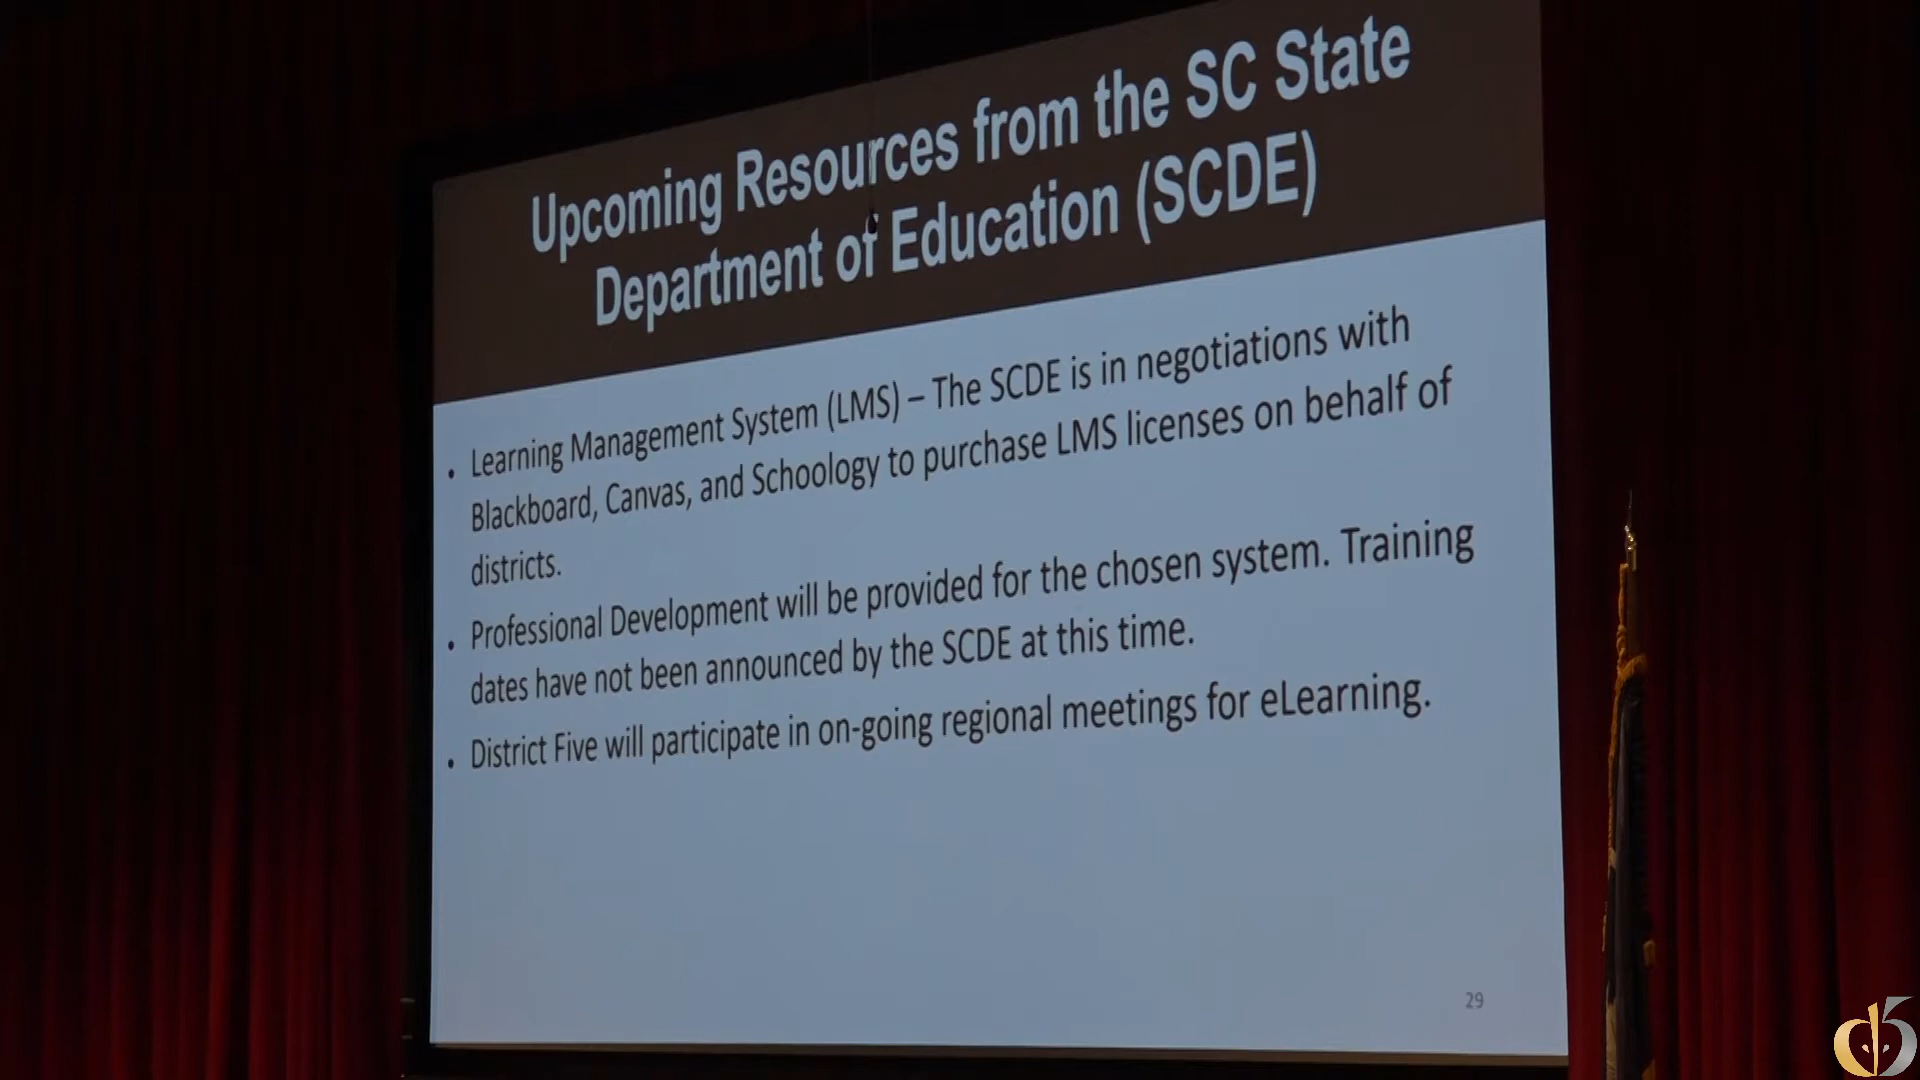 Upcoming Resources from the SC State
Department of Education (SCDE)
• Learning Management System (LMS) – The SCDE is in negotiations with
Blackboard, Canvas, and Schoology to purchase LMS licenses on behalf of
districts.
• Professional Development will be provided for the chosen system. Training
dates have not been announced by the SCDE at this time.
• District Five will participate in on-going regional meetings for eLearning.
29
d5